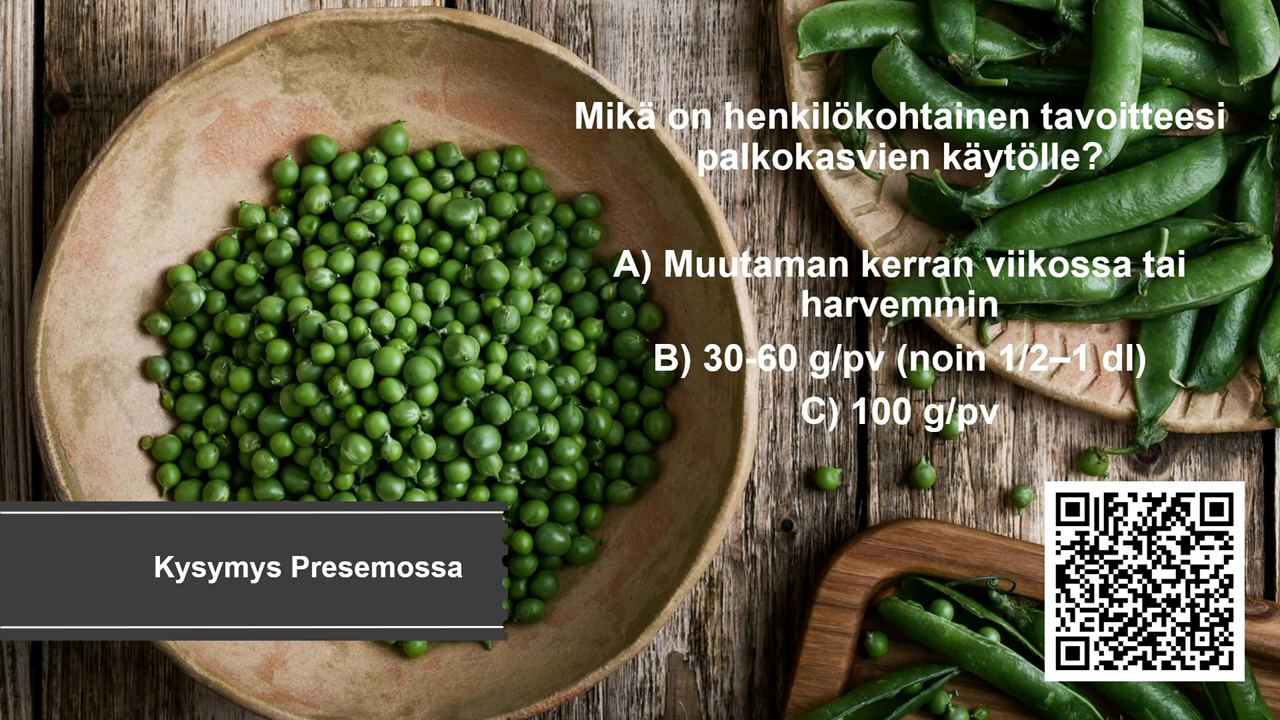 Mikä on henkilökohtainen tavoitteesi
palkokasvien käytölle?
A) Muutaman kerran viikossa tai
harvemmin
B) 30-60 g/pv (noin 1/2–1 dl)
C) 100 g/pv
Kysymys Presemossa